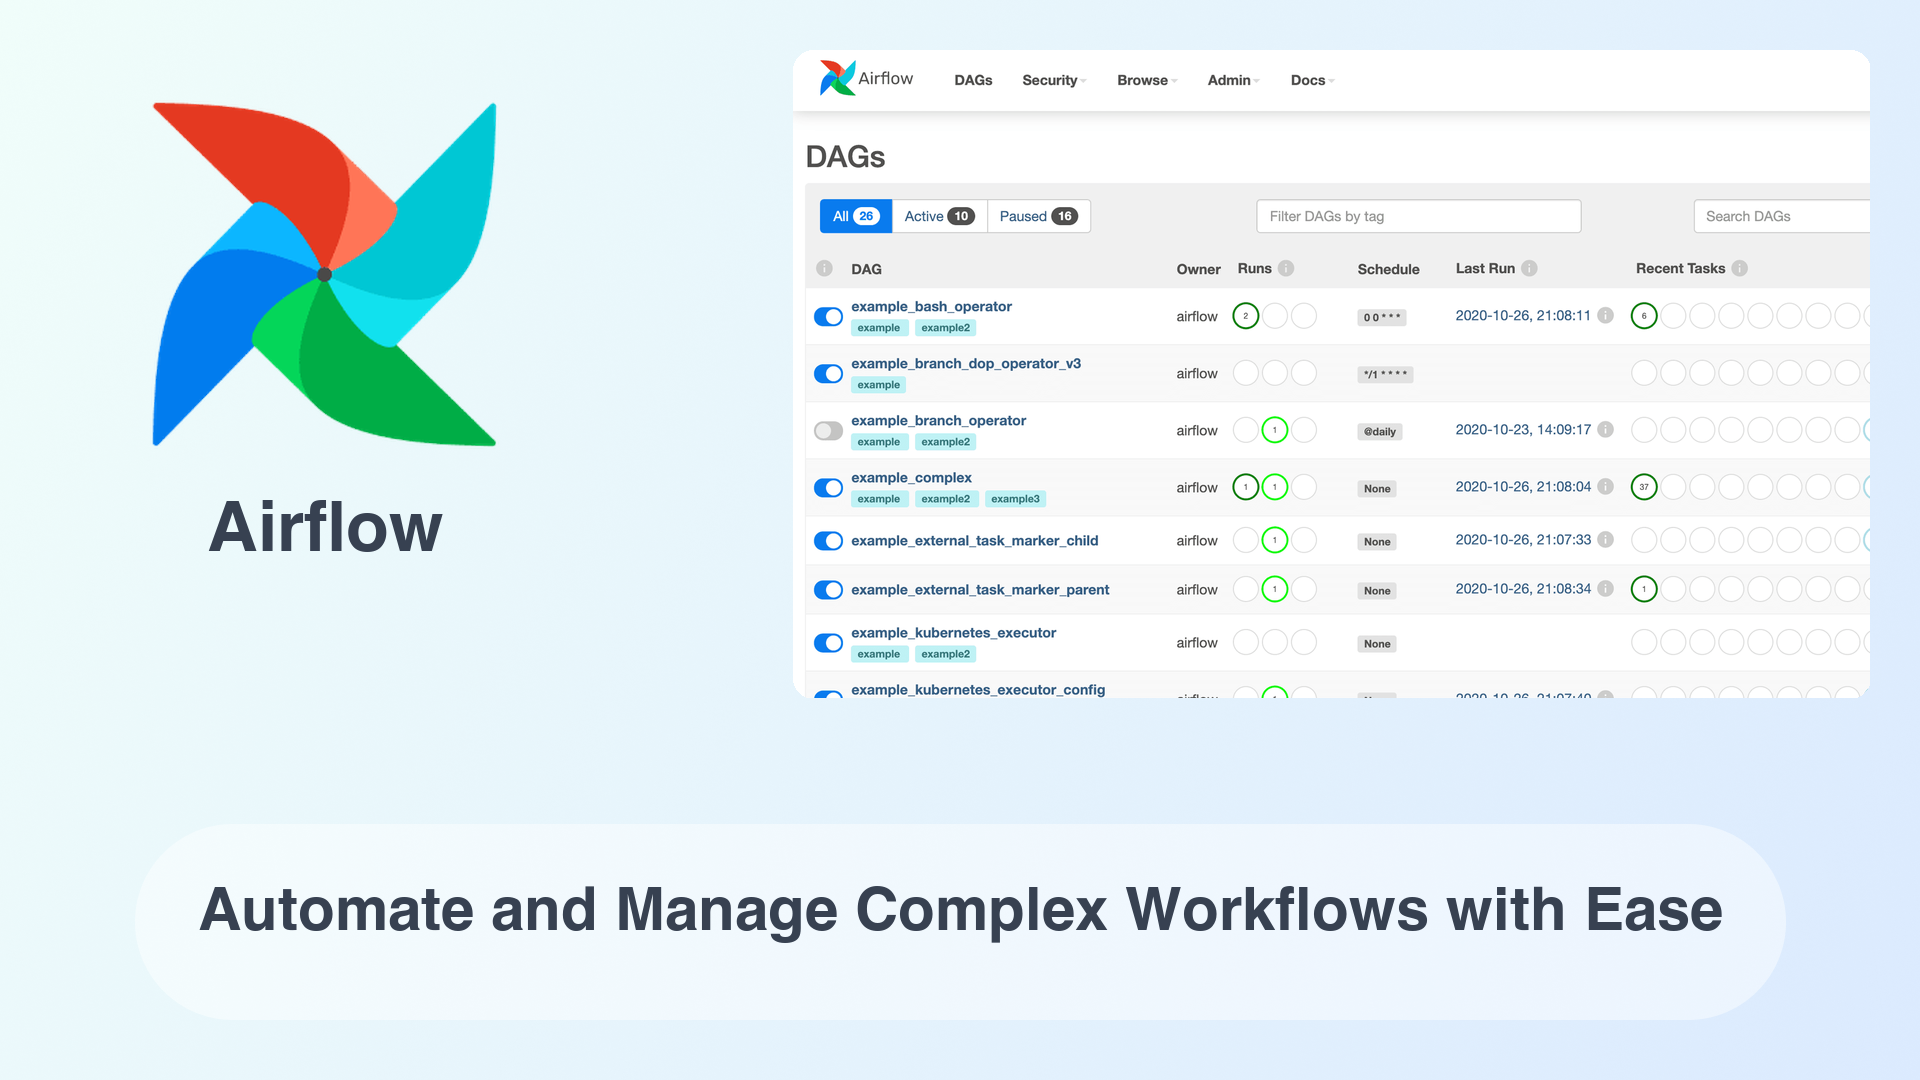 Airflow
Airflow DAGs Security Browse Admin Docs
DAGs
All 26 Active 10 Paused 16 Filter DAGs by tag Search DAGs
DAG Owner Runs Schedule Last Run Recent Tasks
example_bash_operator
example example2
airflow 2 0 0 * * * 2020-10-26, 21:08:11 6
example_branch_dop_operator_v3
example
airflow */1 * * * *
example_branch_operator
example example2
airflow 1 @daily 2020-10-23, 14:09:17
example_complex
example example2 example3
airflow 1 1 None 2020-10-26, 21:08:04 37
example_external_task_marker_child airflow 1 None 2020-10-26, 21:07:33
example_external_task_marker_parent airflow 1 None 2020-10-26, 21:08:34 1
example_kubernetes_executor
example example2
airflow None
example_kubernetes_executor_config
Automate and Manage Complex Workflows with Ease